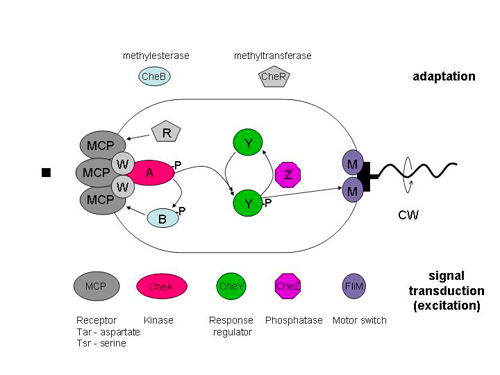 methylesterase
methyltransferase
CheB
CheR
adaptation
MCP
R
W
MCP
A
P
Y
Z
M
W
MCP
B
P
Y
P
M
CW
MCP
CheA
CheY
CheZ
FliM
signal
transduction
(excitation)
Receptor
Tar - aspartate
Tsr - serine
Kinase
Response
regulator
Phosphatase
Motor switch